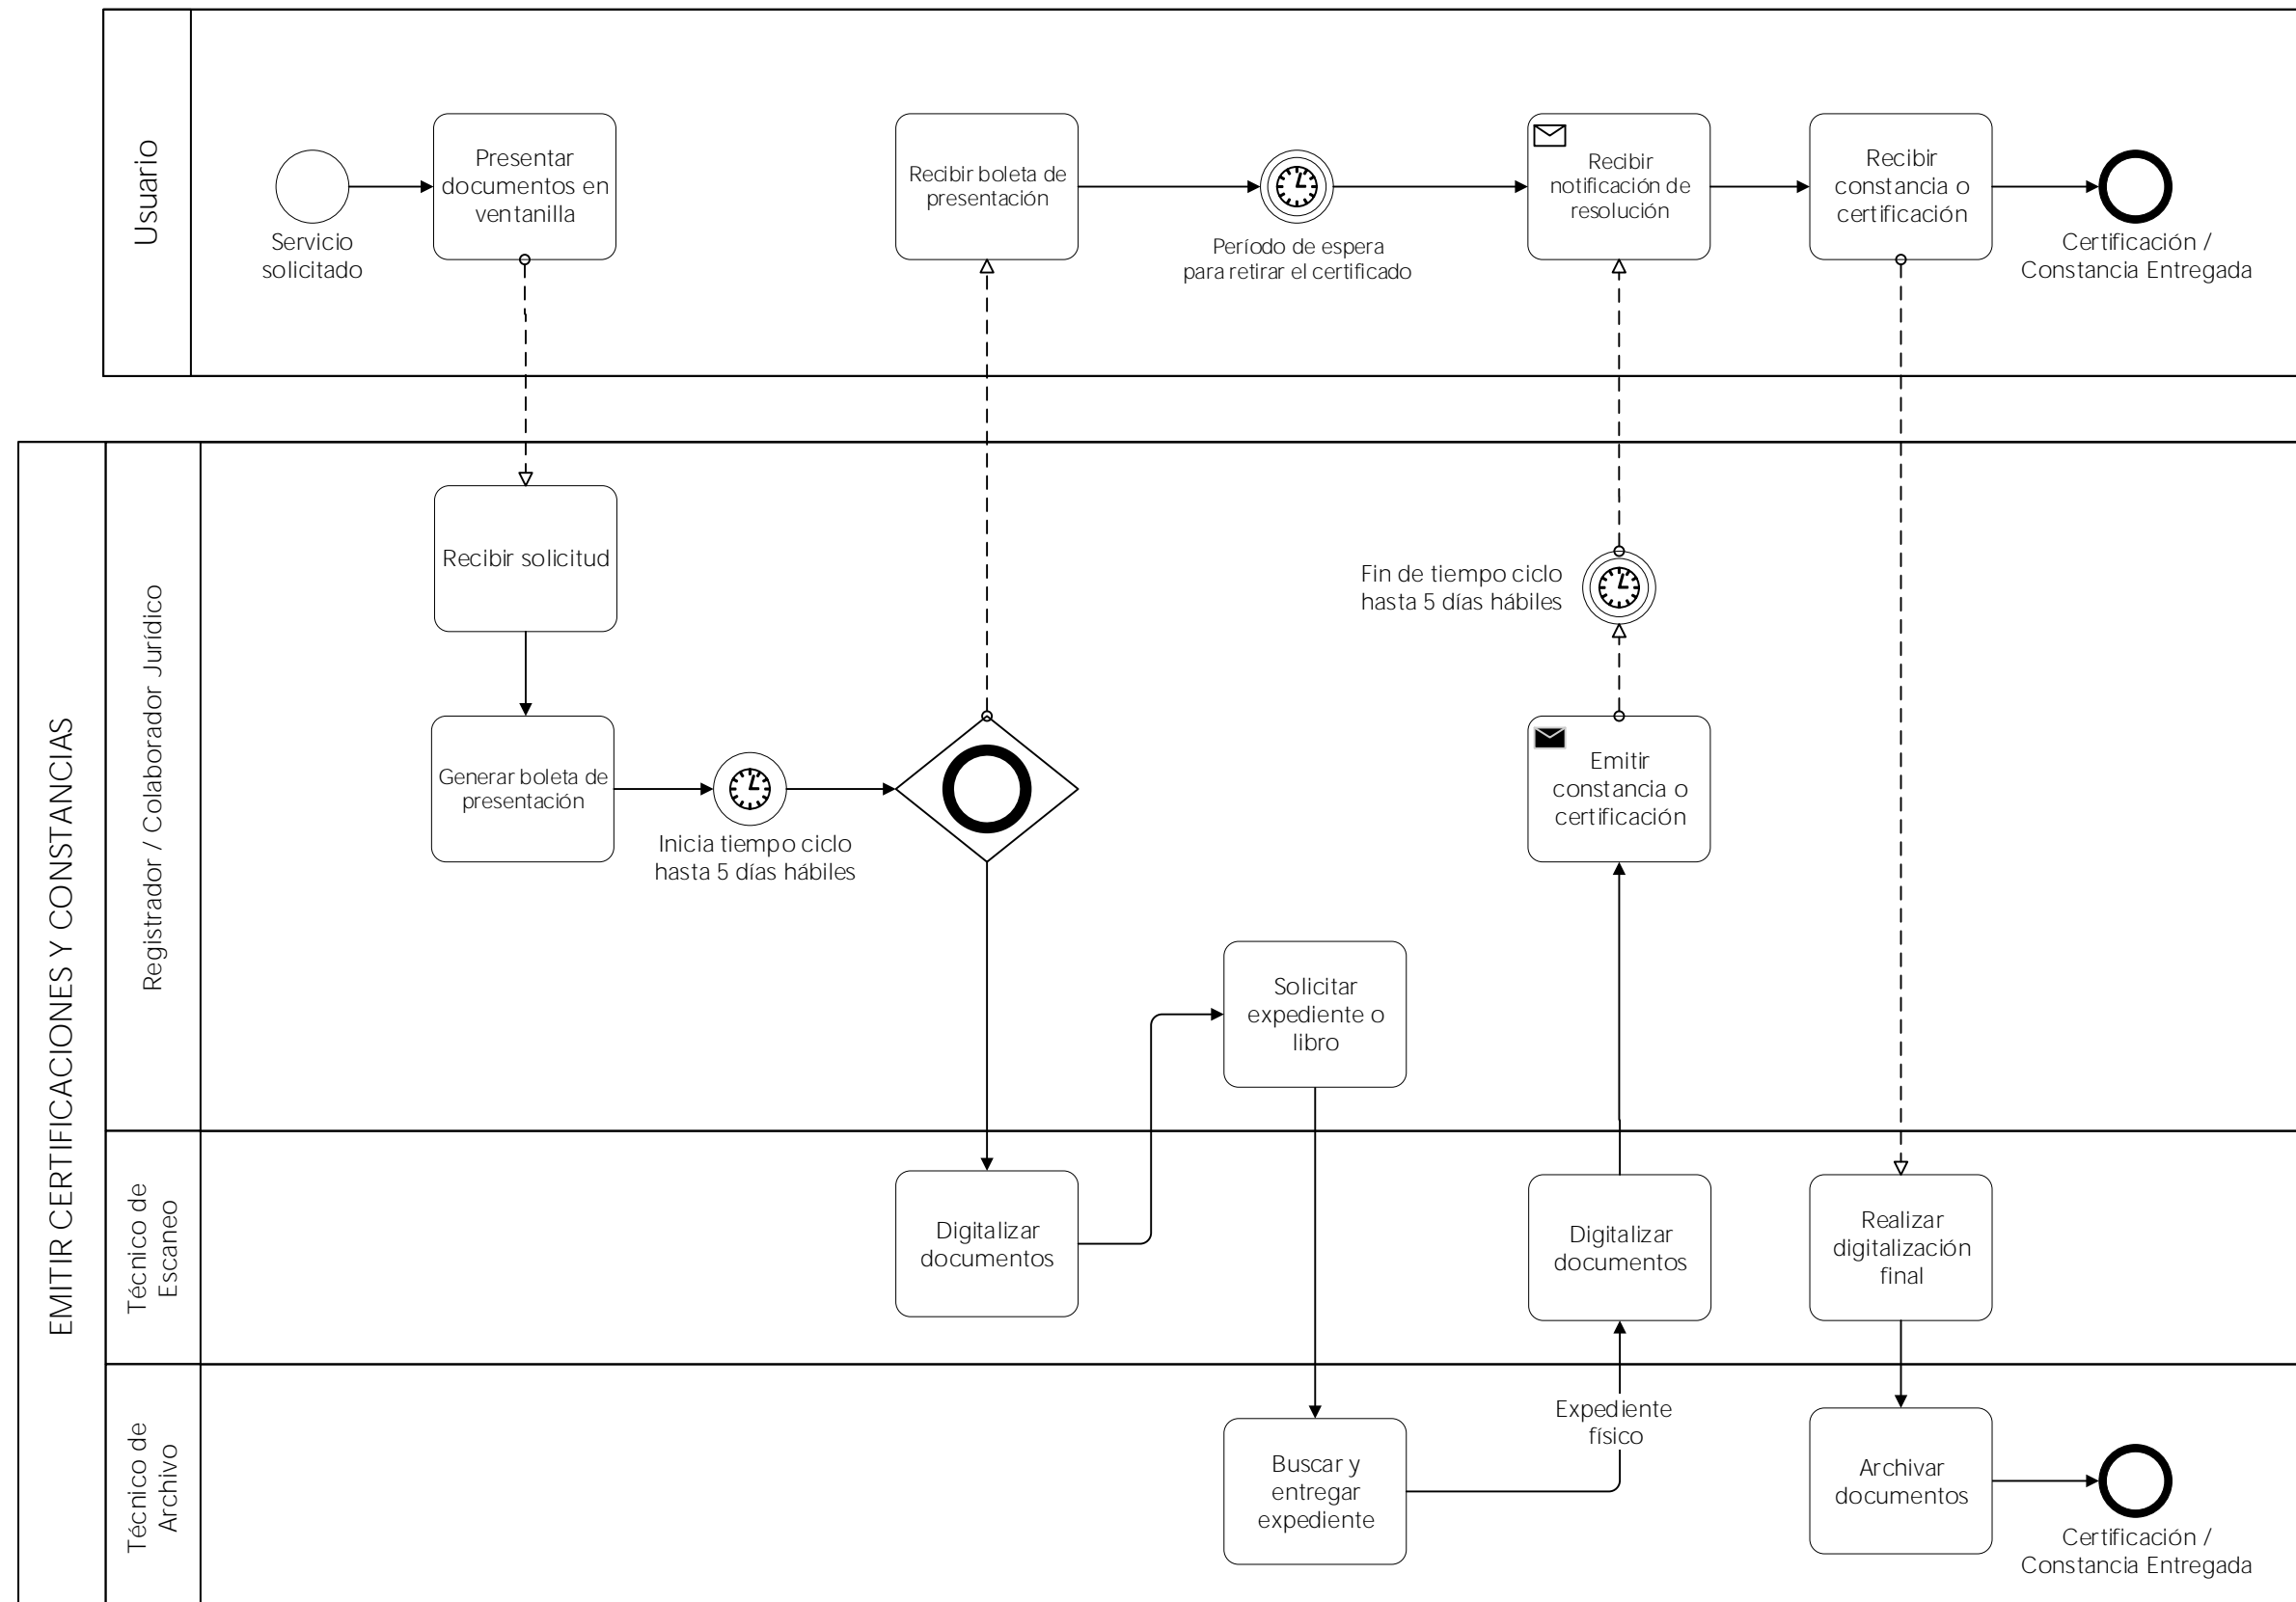 Usuario
Servicio
solicitado
Presentar
documentos en
ventanilla
Recibir boleta de
presentación
Período de espera
para retirar el certificado
Recibir
notificación de
resolución
Recibir
constancia o
certificación
Certificación /
Constancia Entregada
EMITIR CERTIFICACIONES Y CONSTANCIAS
Registrador / Colaborador Jurídico
Recibir solicitud
Generar boleta de
presentación
Inicia tiempo ciclo
hasta 5 días hábiles
Fin de tiempo ciclo
hasta 5 días hábiles
Emitir
constancia o
certificación
Solicitar
expediente o
libro
Técnico de
Escaneo
Digitalizar
documentos
Digitalizar
documentos
Realizar
digitalización
final
Técnico de
Archivo
Buscar y
entregar
expediente
Expediente
físico
Archivar
documentos
Certificación /
Constancia Entregada